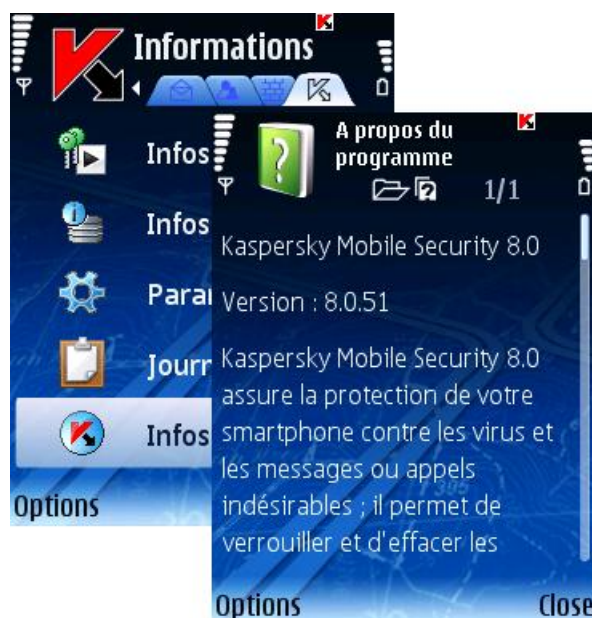 Informations
Infos
Infos
Para
Journ
Infos
Options
A propos du
programme
1/1
Kaspersky Mobile Security 8.0
Version : 8.0.51
Kaspersky Mobile Security 8.0
assure la protection de votre
smartphone contre les virus et
les messages ou appels
indésirables ; il permet de
verrouiller et d'effacer les
Options
Close